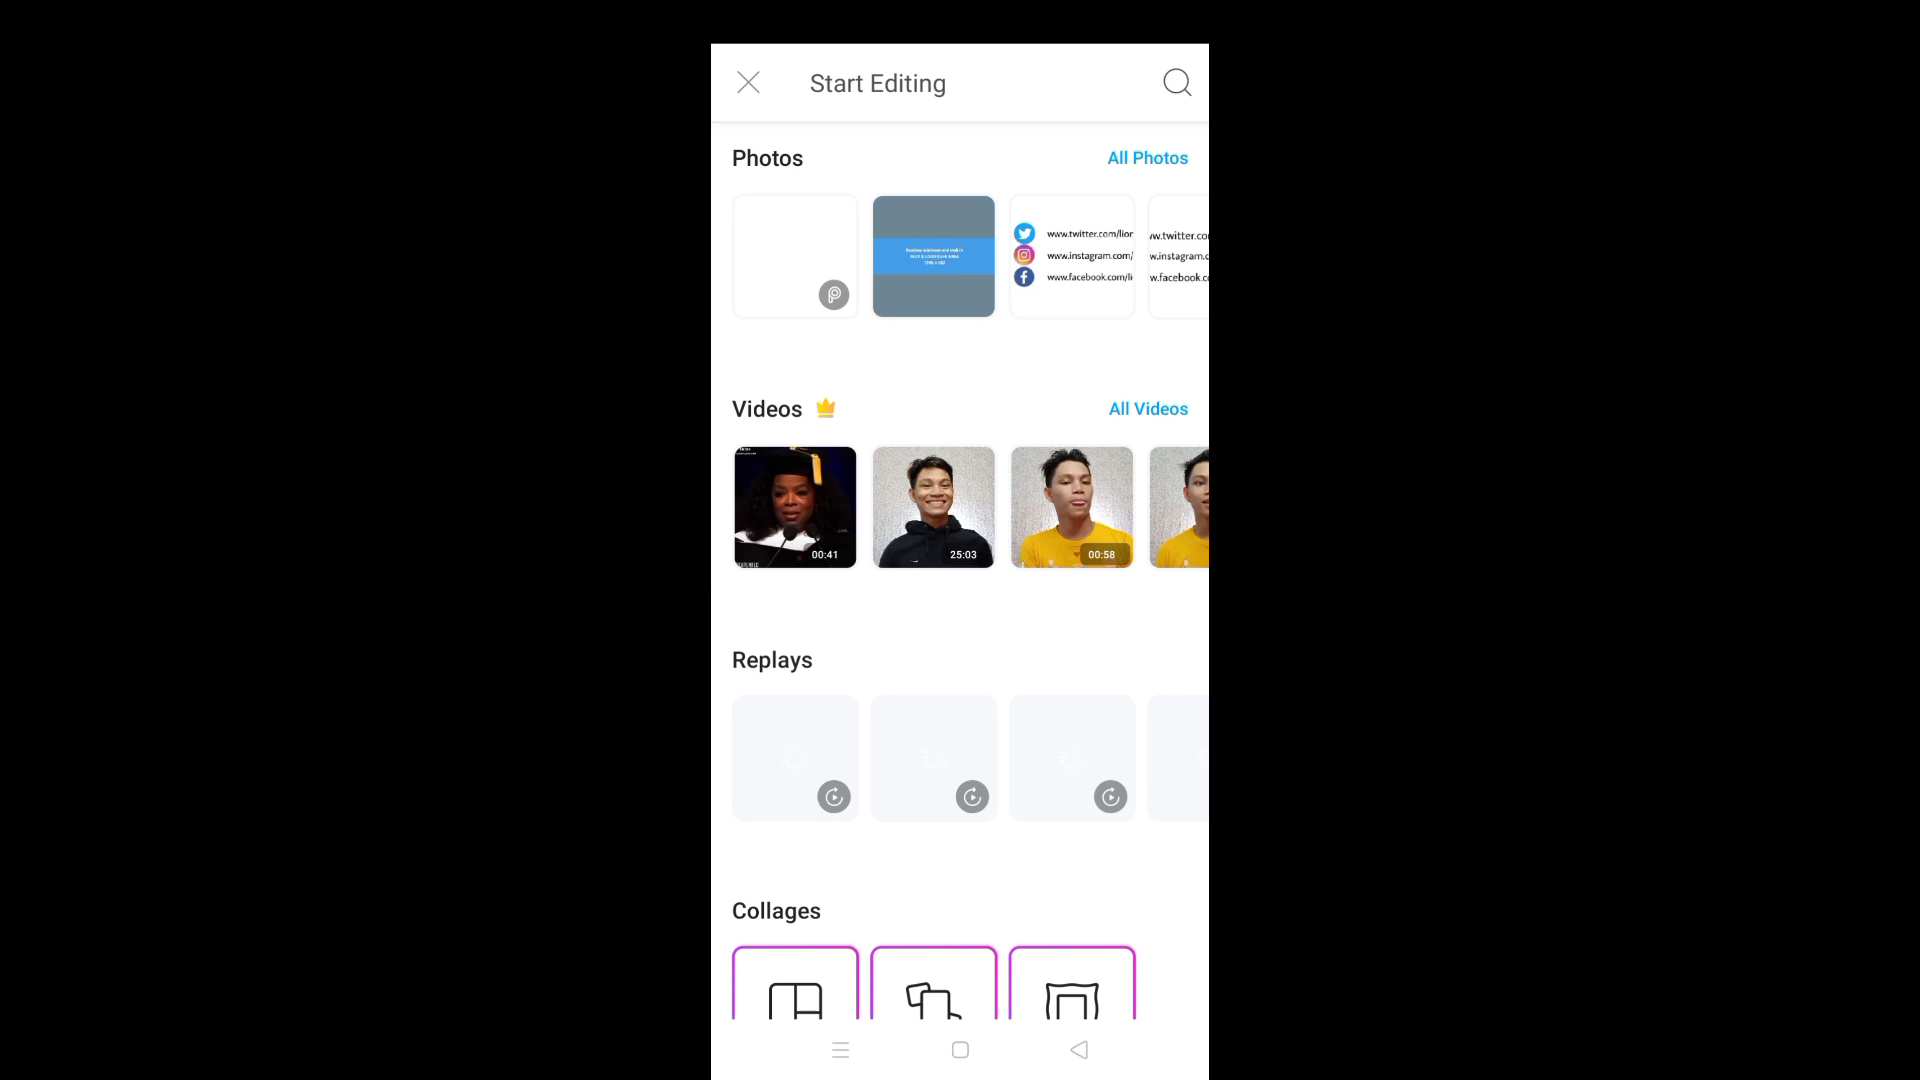 Start Editing
Photos
All Photos
www.twitter.com/lior
www.instagram.com/
www.facebook.com/li
w.twitter.co
w.instagram.c
w.facebook.c
Videos
All Videos
00:41
25:03
00:58
Replays
Collages